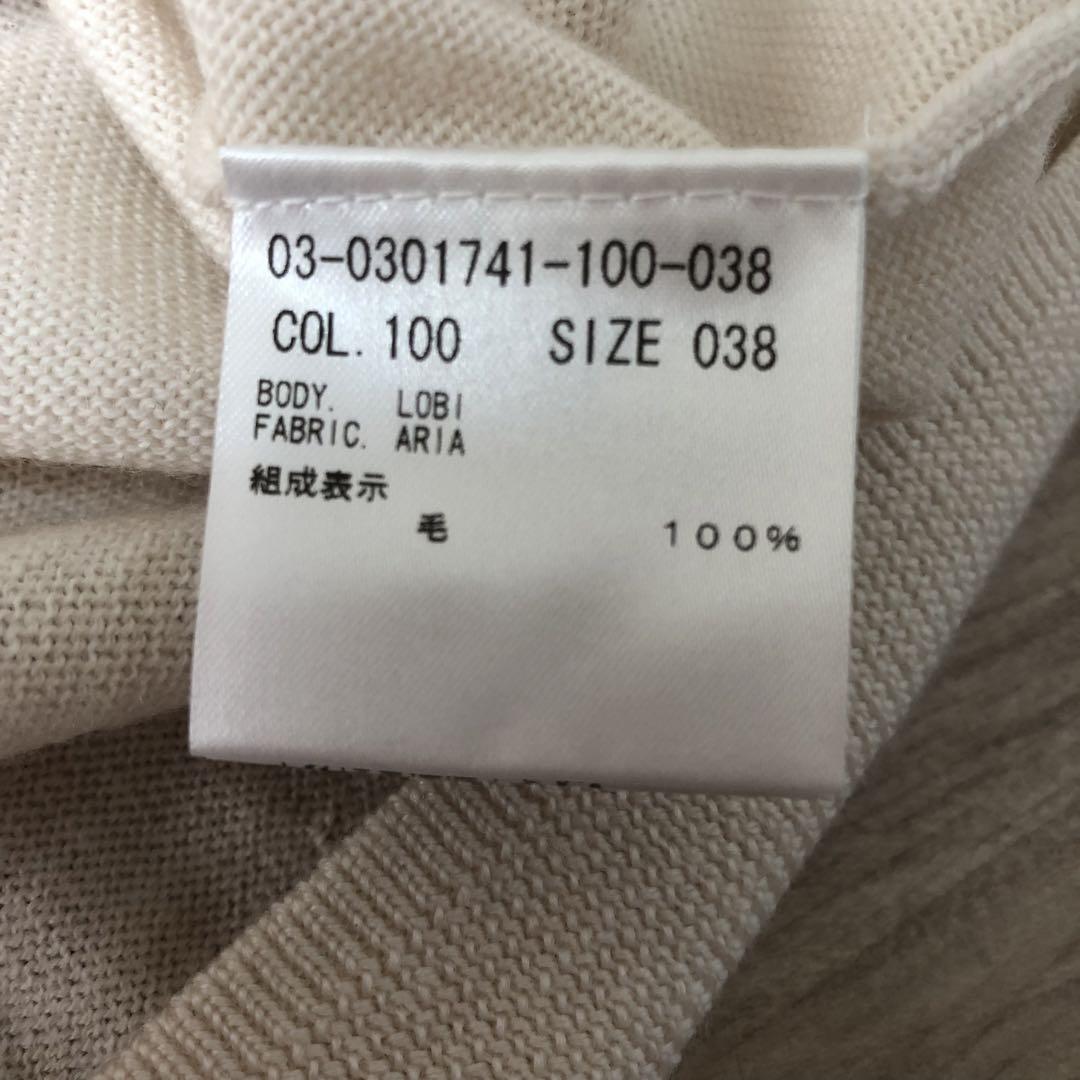 03-0301741-100-038
COL. 100 SIZE 038
BODY. LOBI
FABRIC. ARIA
組成表示
毛 100%